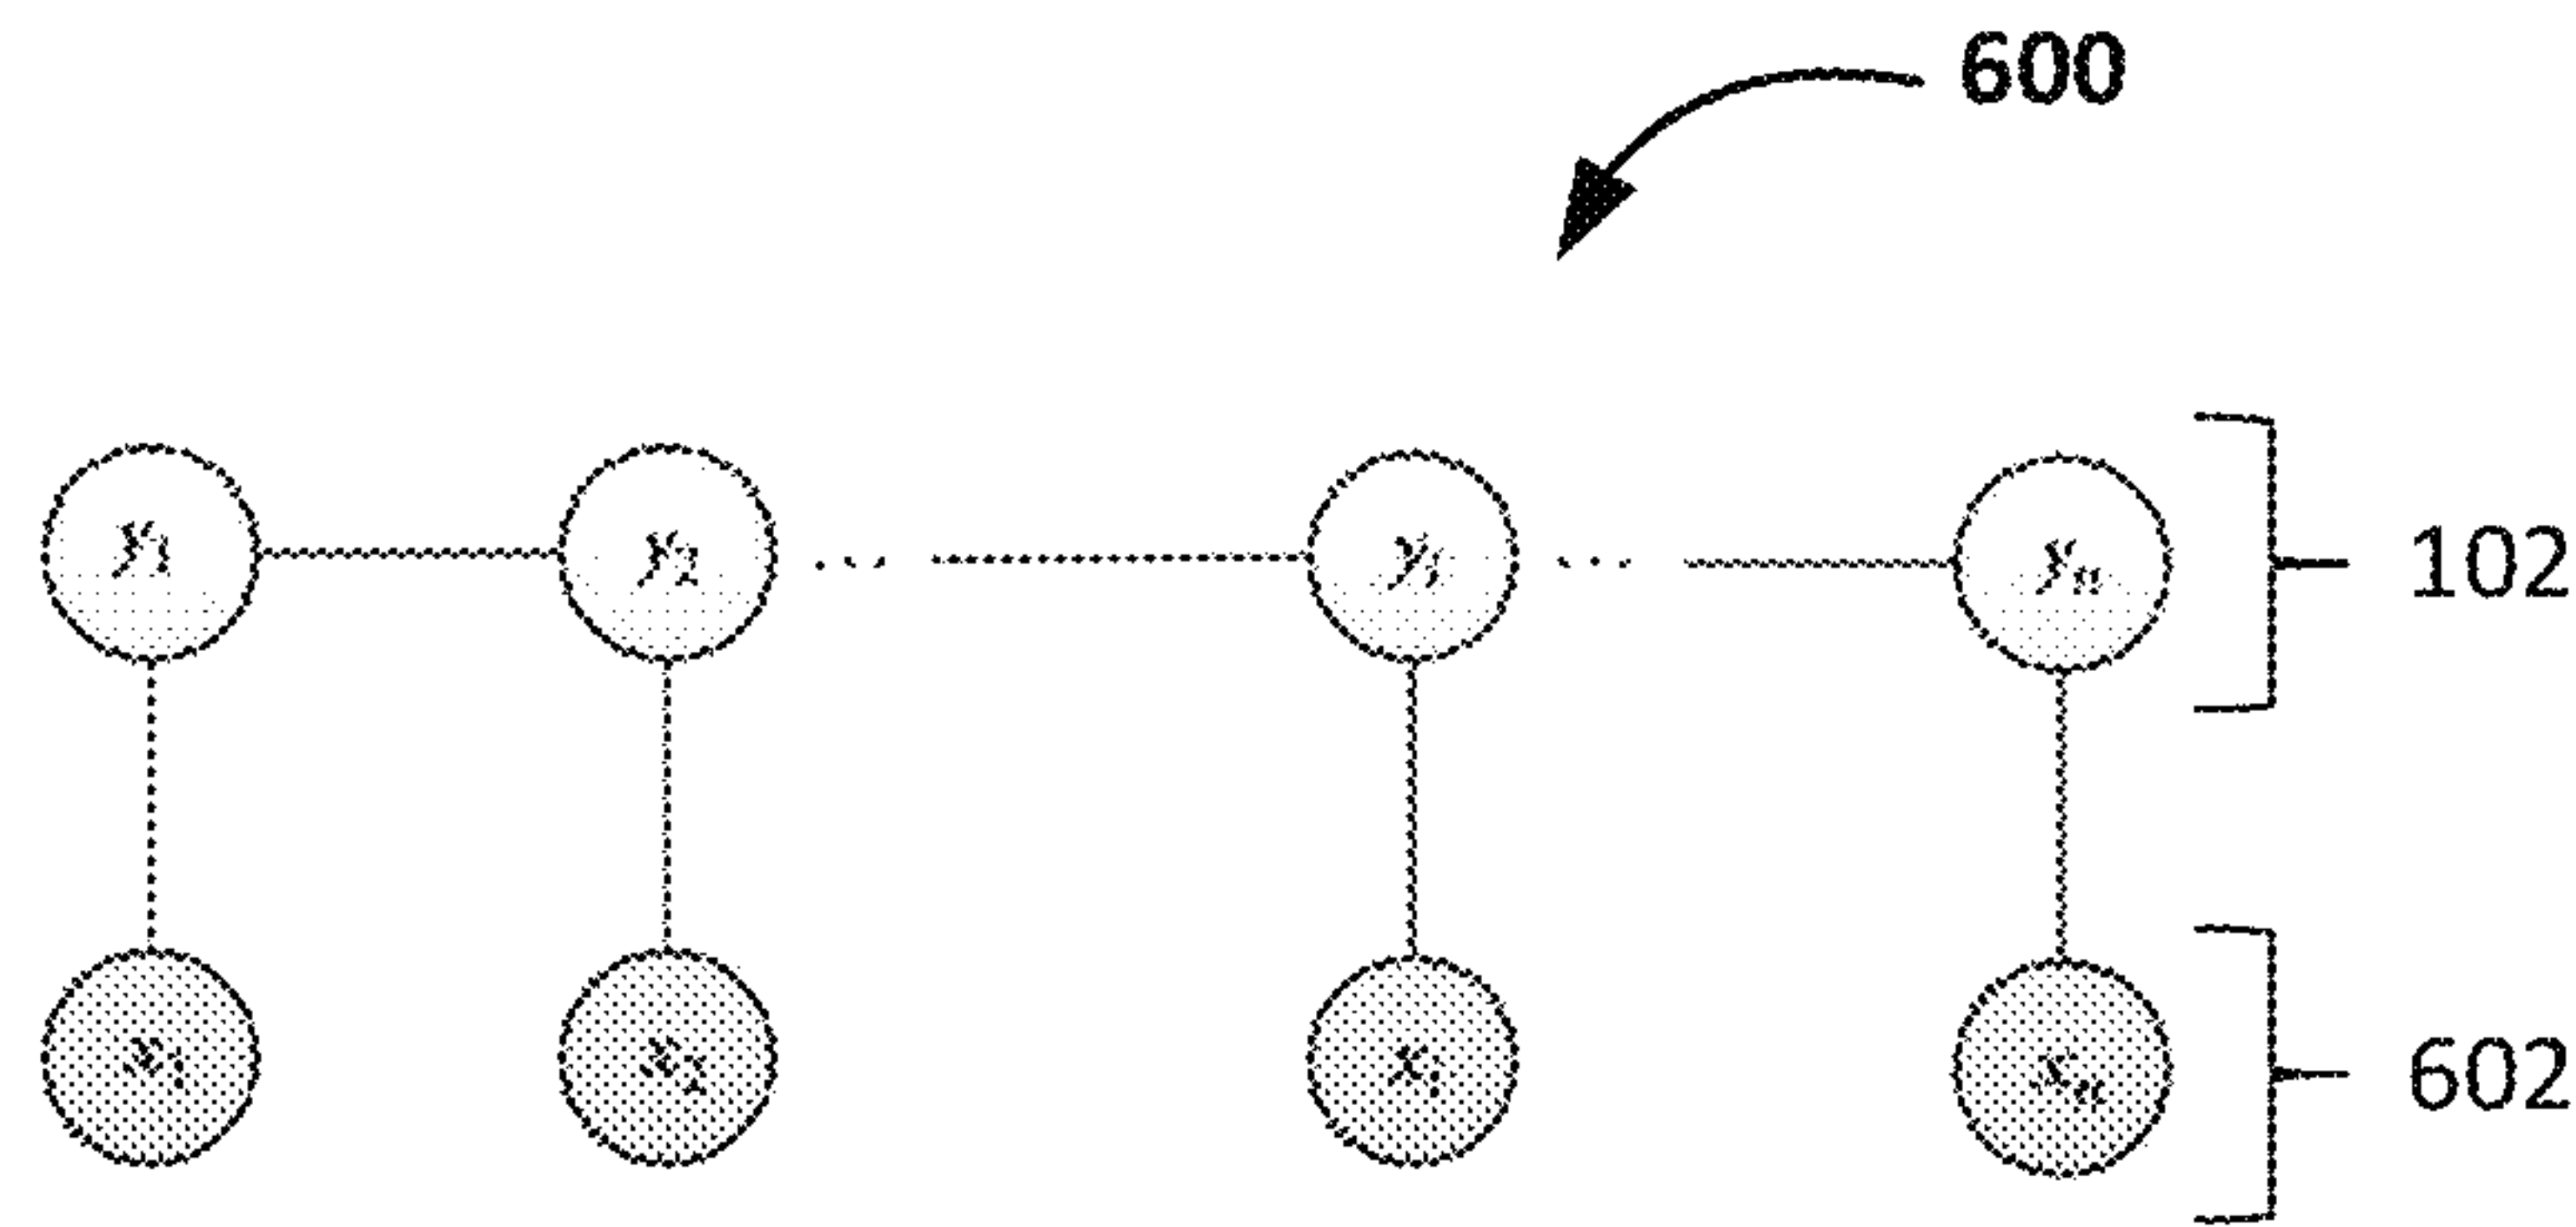 600
y₁ y₂ ... yᵢ ... yₙ 102
x₁ x₂ xᵢ xₙ 602